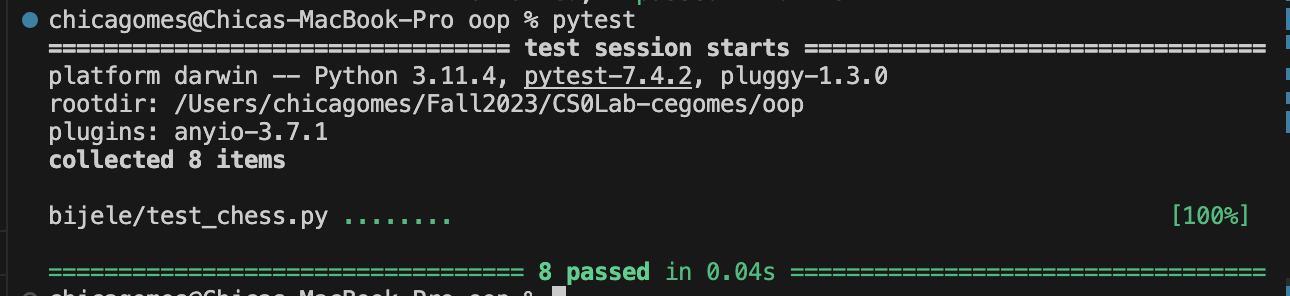 chicagomes@Chicas-MacBook-Pro oop % pytest
================================= test session starts =================================
platform darwin -- Python 3.11.4, pytest-7.4.2, pluggy-1.3.0
rootdir: /Users/chicagomes/Fall2023/CS0Lab-cegomes/oop
plugins: anyio-3.7.1
collected 8 items
bijele/test_chess.py ........ [100%]
================================== 8 passed in 0.04s ==================================
chicagomes@Chicas-MacBook-Pro oop %